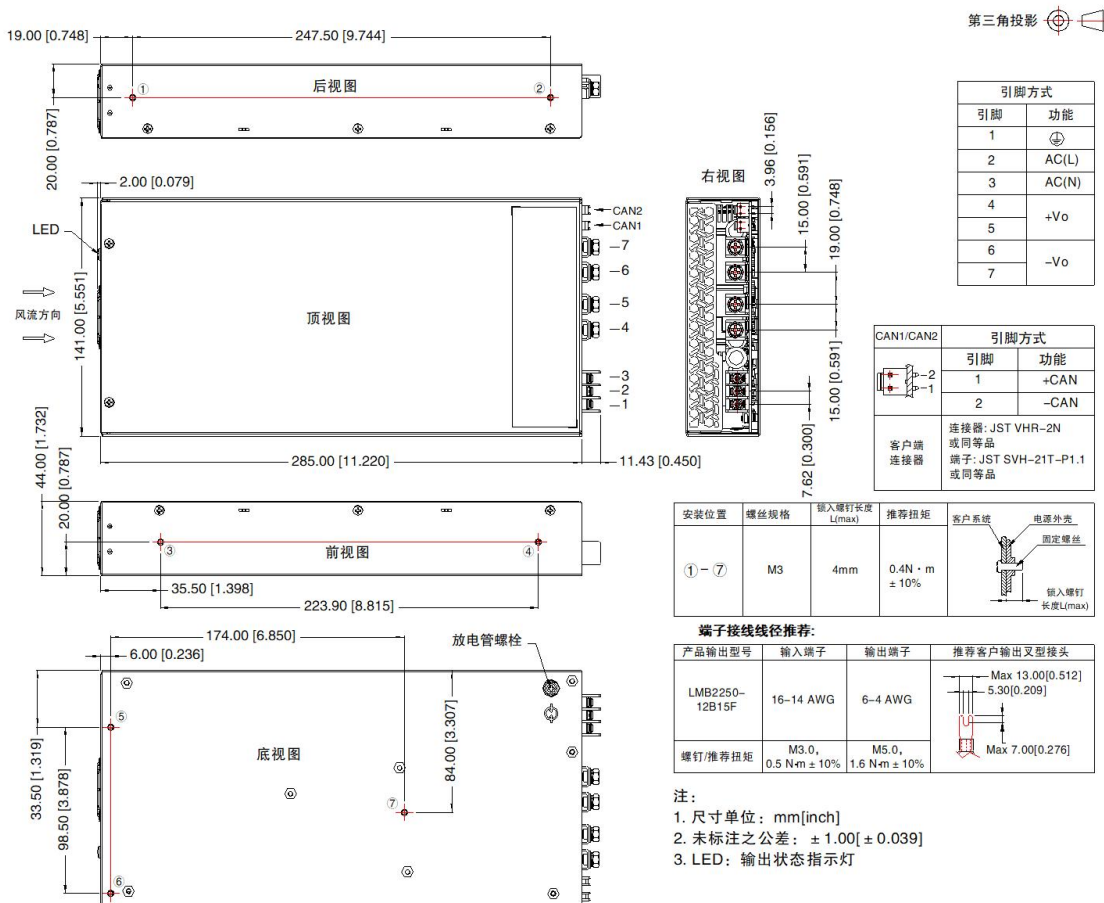 第三角投影
19.00 [0.748]
247.50 [9.744]
后视图
①
②
20.00 [0.787]
2.00 [0.079]
LED
风流方向
141.00 [5.551]
顶视图
CAN2
CAN1
7
6
5
4
3
2
1
285.00 [11.220]
11.43 [0.450]
右视图
3.96 [0.156]
15.00 [0.591]
19.00 [0.748]
15.00 [0.591]
7.62 [0.300]
引脚方式
引脚 功能
1
2 AC(L)
3 AC(N)
4
5
+Vo
6
7
-Vo
CAN1/CAN2 引脚方式
引脚 功能
2
1
1 +CAN
2 -CAN
客户端
连接器
连接器: JST VHR-2N
或同等品
端子: JST SVH-21T-P1.1
或同等品
44.00 [1.732]
20.00 [0.787]
前视图
③
④
35.50 [1.398]
223.90 [8.815]
安装位置 螺丝规格 锁入螺钉长度
L(max) 推荐扭矩
①-⑦ M3 4mm 0.4N·m
±10%
客户系统
电源外壳
固定螺丝
锁入螺钉
长度L(max)
端子接线线径推荐:
产品输出型号 输入端子 输出端子 推荐客户输出叉型接头
LMB2250-
12B15F
16-14 AWG 6-4 AWG
Max 13.00[0.512]
5.30[0.209]
Max 7.00[0.276]
螺钉/推荐扭矩 M3.0,
0.5 N·m±10%
M5.0,
1.6 N·m±10%
174.00 [6.850]
6.00 [0.236]
放电管螺栓
33.50 [1.319]
98.50 [3.878]
84.00 [3.307]
底视图
⑤
⑥
⑦
注:
1. 尺寸单位: mm[inch]
2. 未标注之公差: ±1.00[±0.039]
3. LED: 输出状态指示灯